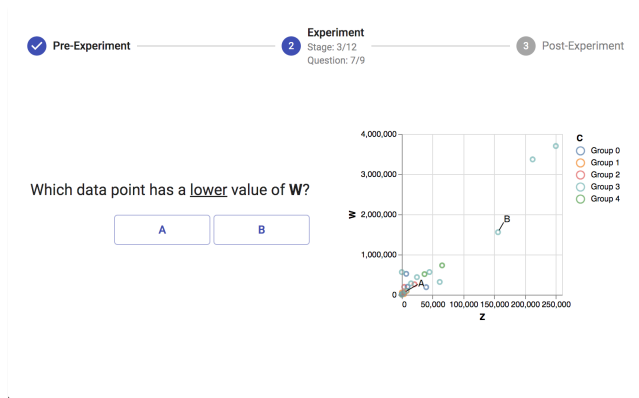 Pre-Experiment
2
Experiment
Stage: 3/12
Question: 7/9
3
Post-Experiment
Which data point has a lower value of W?
A
B
4,000,000
3,000,000
2,000,000
1,000,000
0
W
B
A
0 50,000 100,000 150,000 200,000 250,000
Z
C
Group 0
Group 1
Group 2
Group 3
Group 4